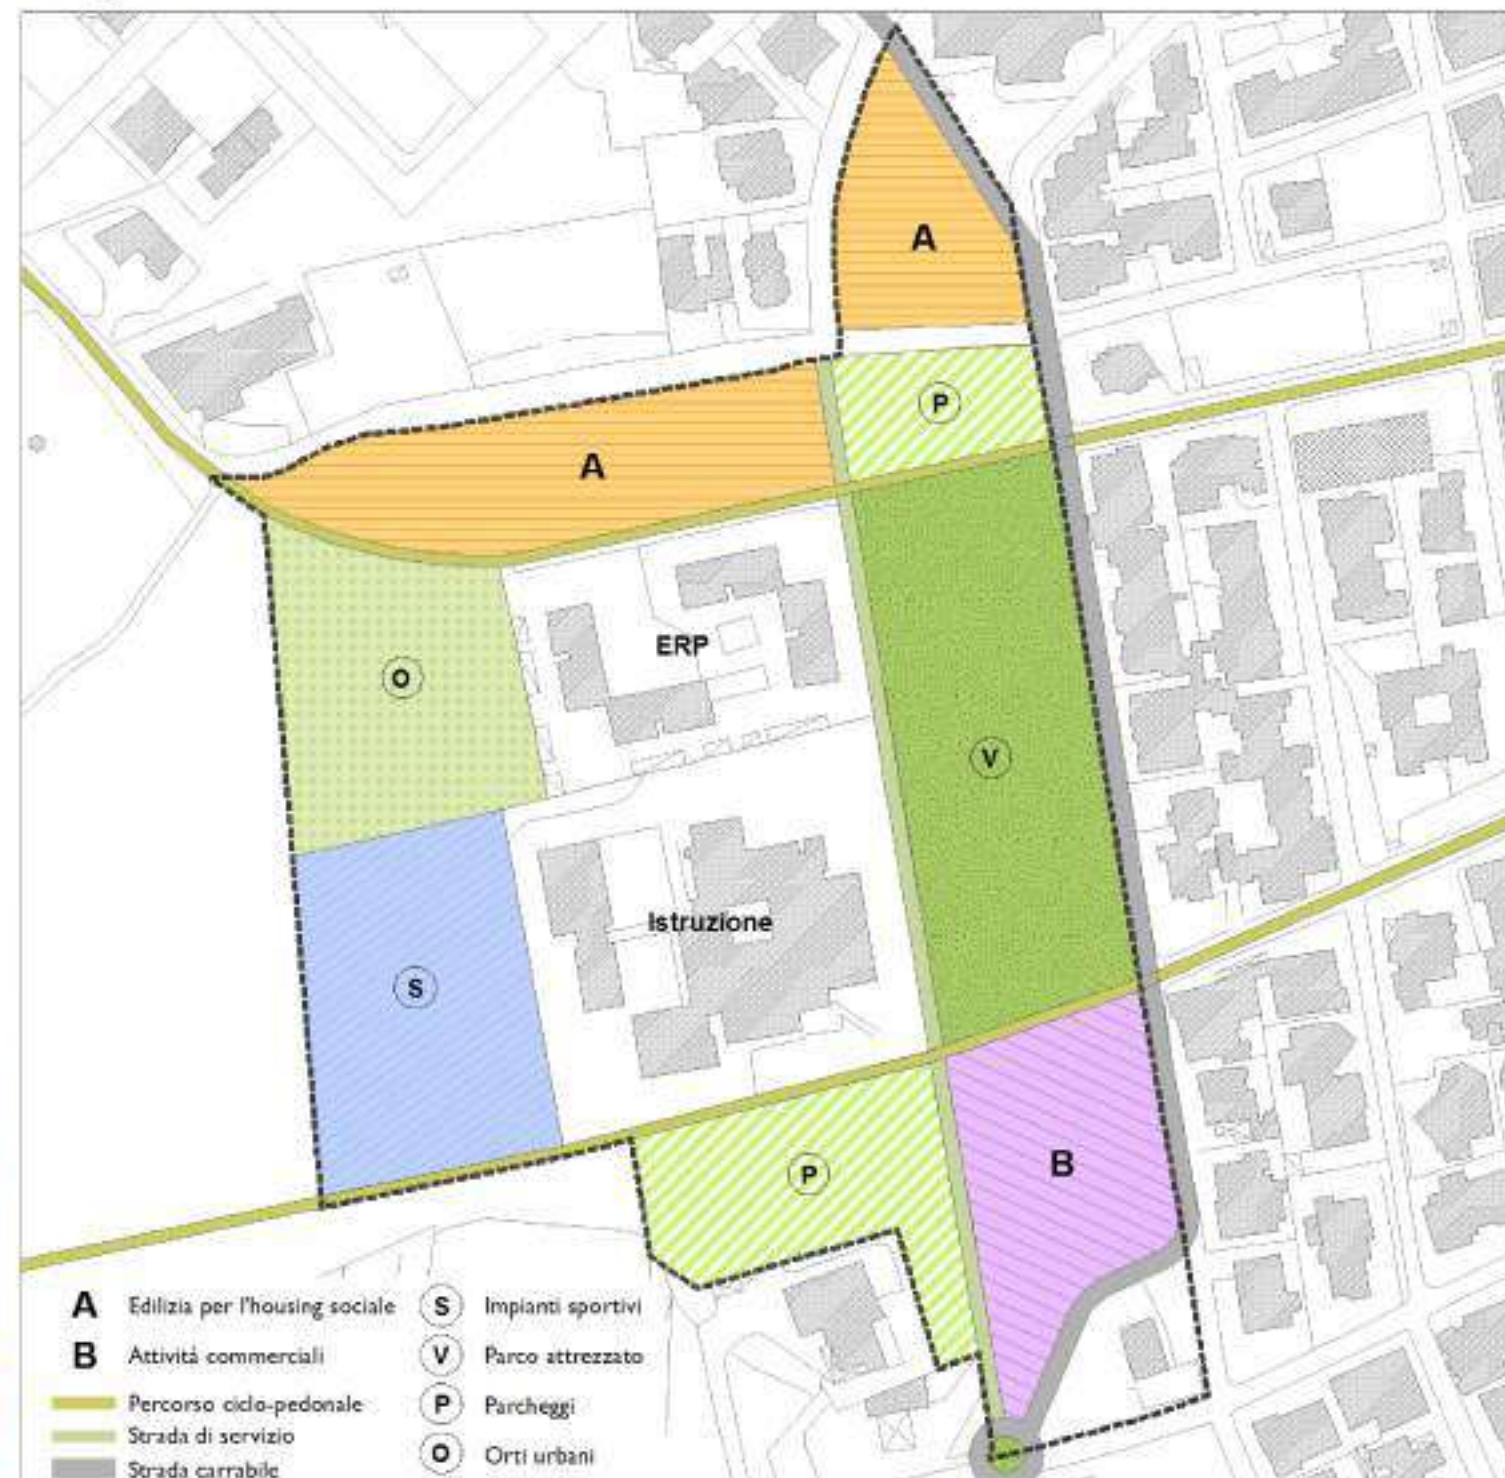 A
P
A
ERP
O
V
Istruzione
S
B
P
A Edilizia per l'housing sociale
B Attività commerciali
Percorso ciclo-pedonale
Strada di servizio
Strada carrabile
S Impianti sportivi
V Parco attrezzato
P Parcheggi
O Orti urbani